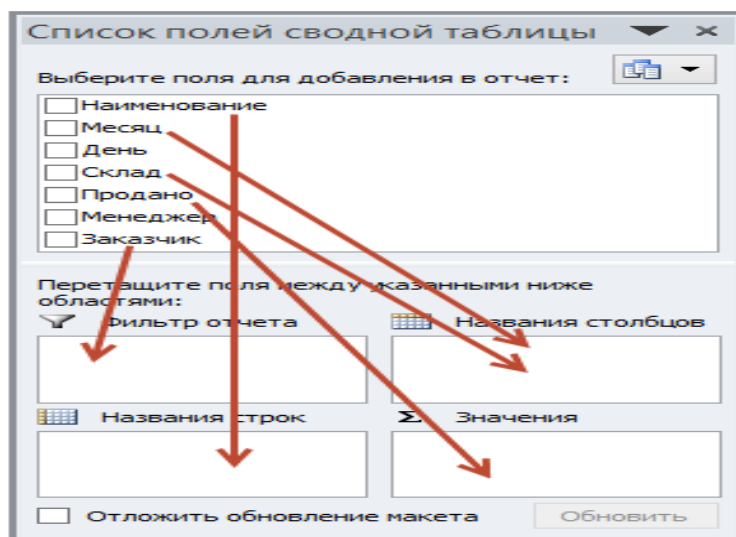 Список полей сводной таблицы
Выберите поля для добавления в отчет:
Наименование
Месяц
День
Склад
Продано
Менеджер
Заказчик
Перетащите поля между указанными ниже
областями:
Фильтр отчета
Названия столбцов
Названия строк
Σ Значения
Отложить обновление макета
Обновить